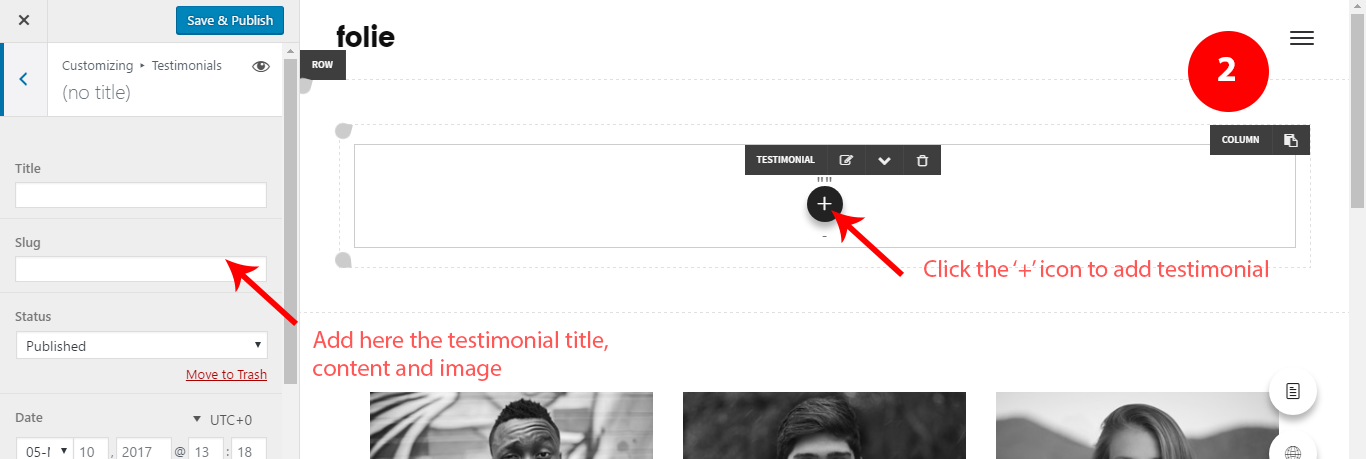 Save & Publish
Customizing ▸ Testimonials
(no title)
Title
Slug
Status
Published
Move to Trash
Date
UTC+0
10 , 2017 @ 13 : 18
folie
ROW
2
COLUMN
TESTIMONIAL
""
+
-
Click the ‘+’ icon to add testimonial
Add here the testimonial title,
content and image